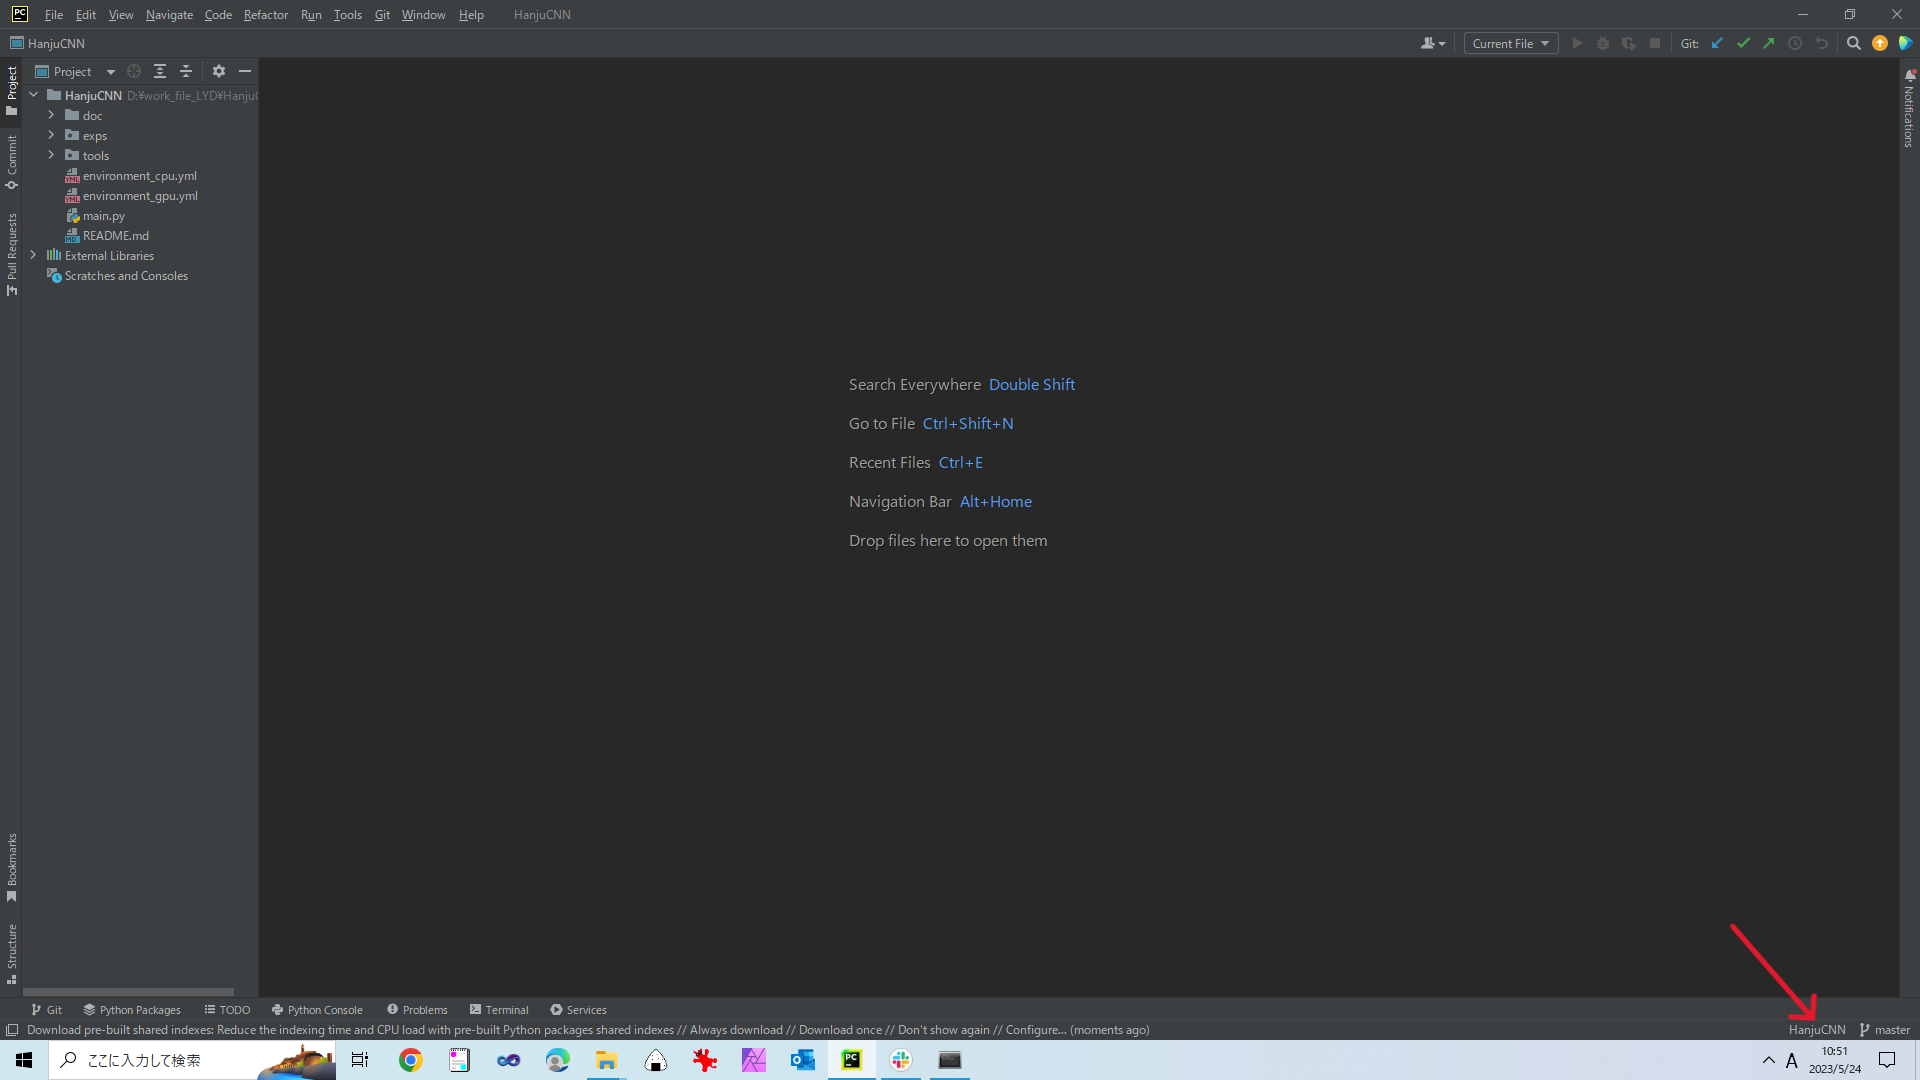 PC File Edit View Navigate Code Refactor Run Tools Git Window Help HanjuCNN
HanjuCNN Current File Git:
Project
HanjuCNN D:¥work_file_LYD¥Hanju
doc
exps
tools
environment_cpu.yml
environment_gpu.yml
main.py
README.md
External Libraries
Scratches and Consoles
Project
Commit
Pull Requests
Bookmarks
Structure
Notifications
Search Everywhere Double Shift
Go to File Ctrl+Shift+N
Recent Files Ctrl+E
Navigation Bar Alt+Home
Drop files here to open them
Git Python Packages TODO Python Console Problems Terminal Services
Download pre-built shared indexes: Reduce the indexing time and CPU load with pre-built Python packages shared indexes // Always download // Download once // Don't show again // Configure... (moments ago) HanjuCNN master
ここに入力して検索 PC A 10:51
2023/5/24